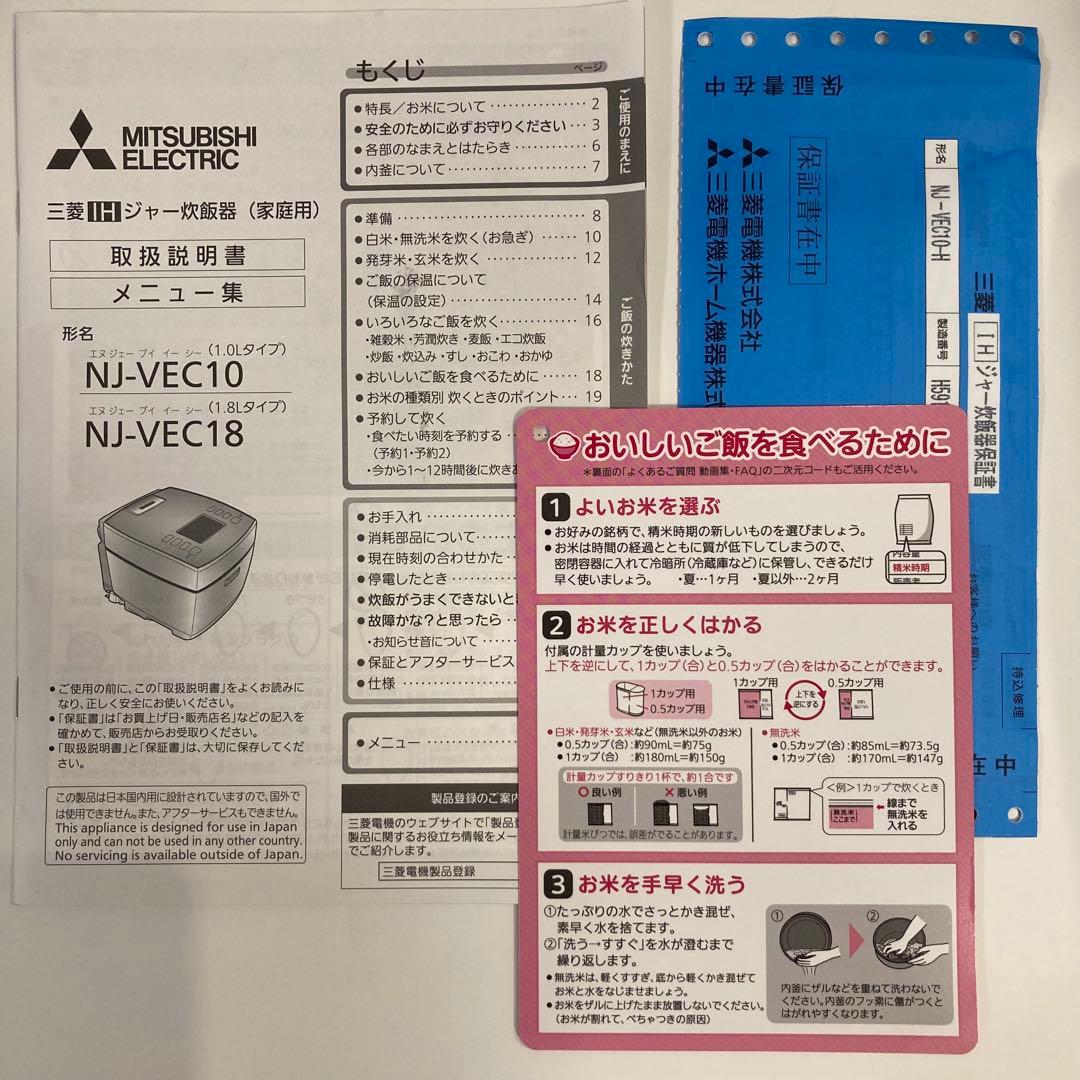 MITSUBISHI
ELECTRIC
三菱IHジャー炊飯器（家庭用）
取扱説明書
メニュー集
形名
エヌ ジェー ブイ イー シー（1.0Lタイプ）
NJ-VEC10
エヌ ジェー ブイ イー シー（1.8Lタイプ）
NJ-VEC18
●ご使用の前に、この「取扱説明書」をよくお読みに
なり、正しく安全にお使いください。
●「保証書」は「お買上げ日・販売店名」などの記入を
確かめて、販売店からお受取りください。
●「取扱説明書」と「保証書」は、大切に保存してくだ
さい。
この製品は日本国内用に設計されていますので、国外で
は使用できません。また、アフターサービスもできません。
This appliance is designed for use in Japan
only and can not be used in any other country.
No servicing is available outside of Japan.
もくじ
ページ
●特長／お米について 2
●安全のために必ずお守りください 3
●各部のなまえとはたらき 6
●内釜について 7
ご使用のまえに
●準備 8
●白米・無洗米を炊く（お急ぎ） 10
●発芽米・玄米を炊く 12
●ご飯の保温について
（保温の設定） 14
●いろいろなご飯を炊く 16
雑穀米・芳潤炊き・麦飯・エコ炊飯
炒飯・炊込み・すし・おこわ・おかゆ
●おいしいご飯を食べるために 18
●お米の種類別 炊くときのポイント 19
●予約して炊く
・食べたい時刻を予約する
（予約1・予約2）
・今から1〜12時間後に炊き
ご飯の炊きかた
●お手入れ
●消耗部品について
●現在時刻の合わせかた
●停電したとき
●炊飯がうまくできないと
●故障かな？と思ったら
・お知らせ音について
●保証とアフターサービス
●仕様
●メニュー
製品登録のご案内
三菱電機のウェブサイトで「製品登
製品に関するお役立ち情報をメー
でご紹介します。
三菱電機製品登録
保証書在中
保証書在中
三菱電機株式会社
三菱電機ホーム機器株式
形名
NJ-VEC10-H
製造番号
H591
三菱IHジャー炊飯器保証書
お客様へのお願い
持込修理
在中
おいしいご飯を食べるために
＊裏面の「よくあるご質問 動画集・FAQ」の二次元コードもご活用ください。
1 よいお米を選ぶ
●お好みの銘柄で、精米時期の新しいものを選びましょう。
●お米は時間の経過とともに質が低下してしまうので、
密閉容器に入れて冷暗所（冷蔵庫など）に保管し、できるだけ
早く使いましょう。 ・夏…1ヶ月 ・夏以外…2ヶ月
内容量
精米時期
販売者
2 お米を正しくはかる
付属の計量カップを使いましょう。
上下を逆にして、1カップ（合）と0.5カップ（合）をはかることができます。
1カップ用
0.5カップ用
1カップ用
上下を
逆にする
0.5カップ用
●白米・発芽米・玄米など（無洗米以外のお米）
●0.5カップ（合）：約90mL＝約75g
●1カップ（合） ：約180mL＝約150g
計量カップすりきり1杯で、約1合です
良い例
悪い例
計量米びつでは、誤差がでることがあります。
●無洗米
●0.5カップ（合）：約85mL＝約73.5g
●1カップ（合） ：約170mL＝約147g
＜例＞1カップで炊くとき
無洗米
ここまで
線まで
無洗米を
入れる
3 お米を手早く洗う
①たっぷりの水でさっとかき混ぜ、
素早く水を捨てます。
②「洗う→すすぐ」を水が澄むまで
繰り返します。
●無洗米は、軽くすすぎ、底から軽くかき混ぜて
お米と水をなじませましょう。
●お米をザルに上げたまま放置しないでください。
（お米が割れて、べちゃつきの原因）
①
②
内釜にザルなどを重ねて洗わないで
ください。内釜のフッ素に傷がつくと
はがれやすくなります。